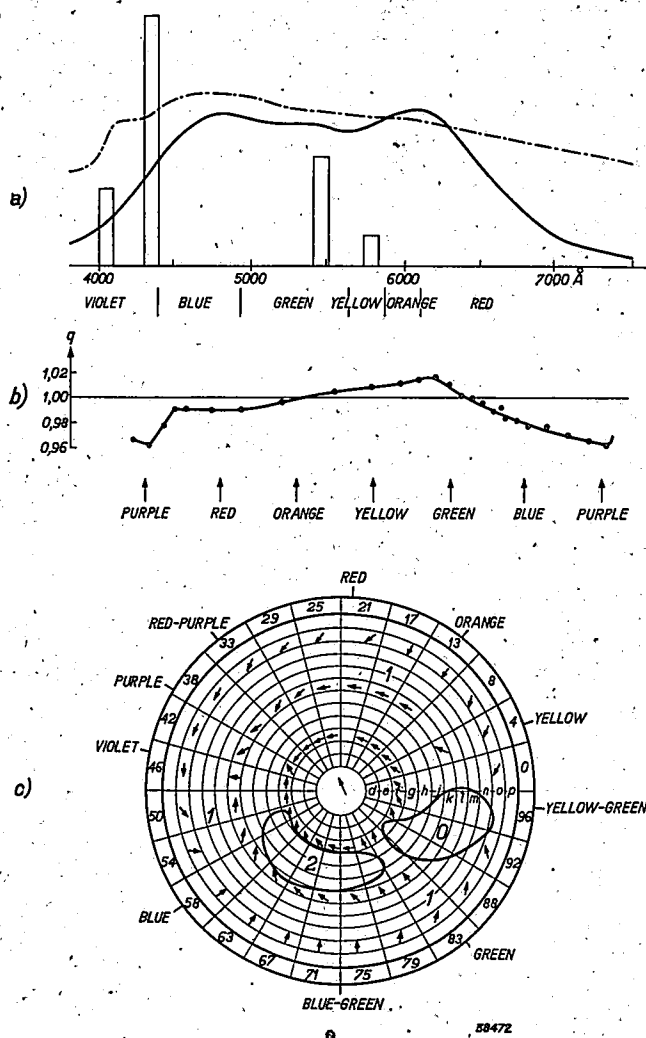 a)
4000 5000 6000 7000 Å
VIOLET BLUE GREEN YELLOW ORANGE RED
q
b)
1,02
1,00
0,98
0,96
PURPLE RED ORANGE YELLOW GREEN BLUE PURPLE
c)
RED
RED-PURPLE ORANGE
PURPLE
YELLOW
VIOLET
YELLOW-GREEN
BLUE
GREEN
BLUE-GREEN
25 21
29 17
33 13
38 8
42 4
46 0
50 96
54 92
58 88
63 83
67 79
71 75
1
d e f g h j k l m n o p
1 0
2
1
58472